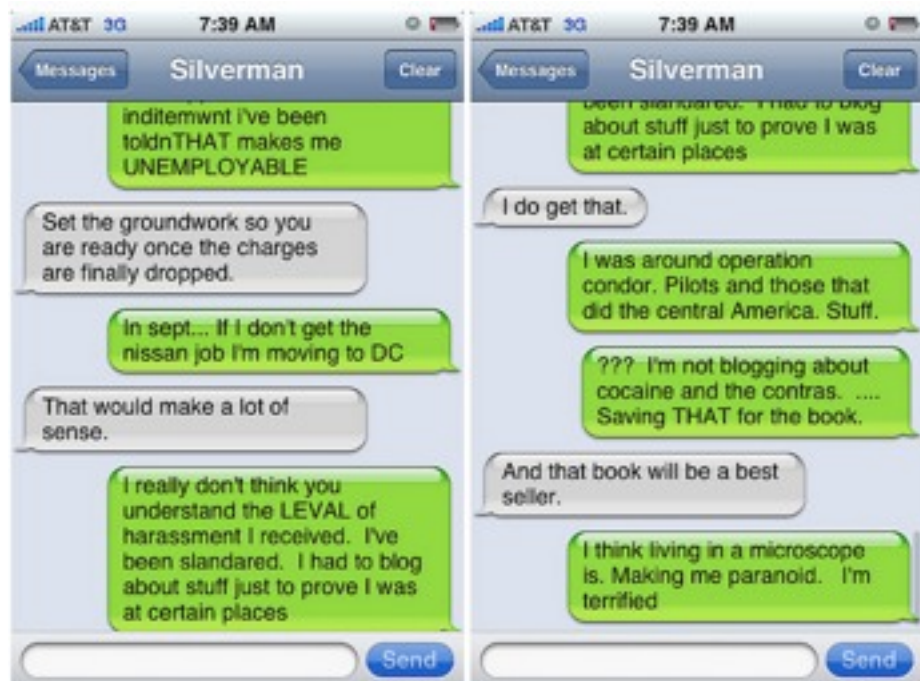 AT&T 3G 7:39 AM
Messages Silverman Clear
inditemwnt i've been
toldnTHAT makes me
UNEMPLOYABLE
Set the groundwork so you
are ready once the charges
are finally dropped.
In sept... If I don't get the
nissan job I'm moving to DC
That would make a lot of
sense.
I really don't think you
understand the LEVAL of
harassment I received. I've
been slandared. I had to blog
about stuff just to prove I was
at certain places
Send
AT&T 3G 7:39 AM
Messages Silverman Clear
been slandared. I had to blog
about stuff just to prove I was
at certain places
I do get that.
I was around operation
condor. Pilots and those that
did the central America. Stuff.
??? I'm not blogging about
cocaine and the contras. ....
Saving THAT for the book.
And that book will be a best
seller.
I think living in a microscope
is. Making me paranoid. I'm
terrified
Send